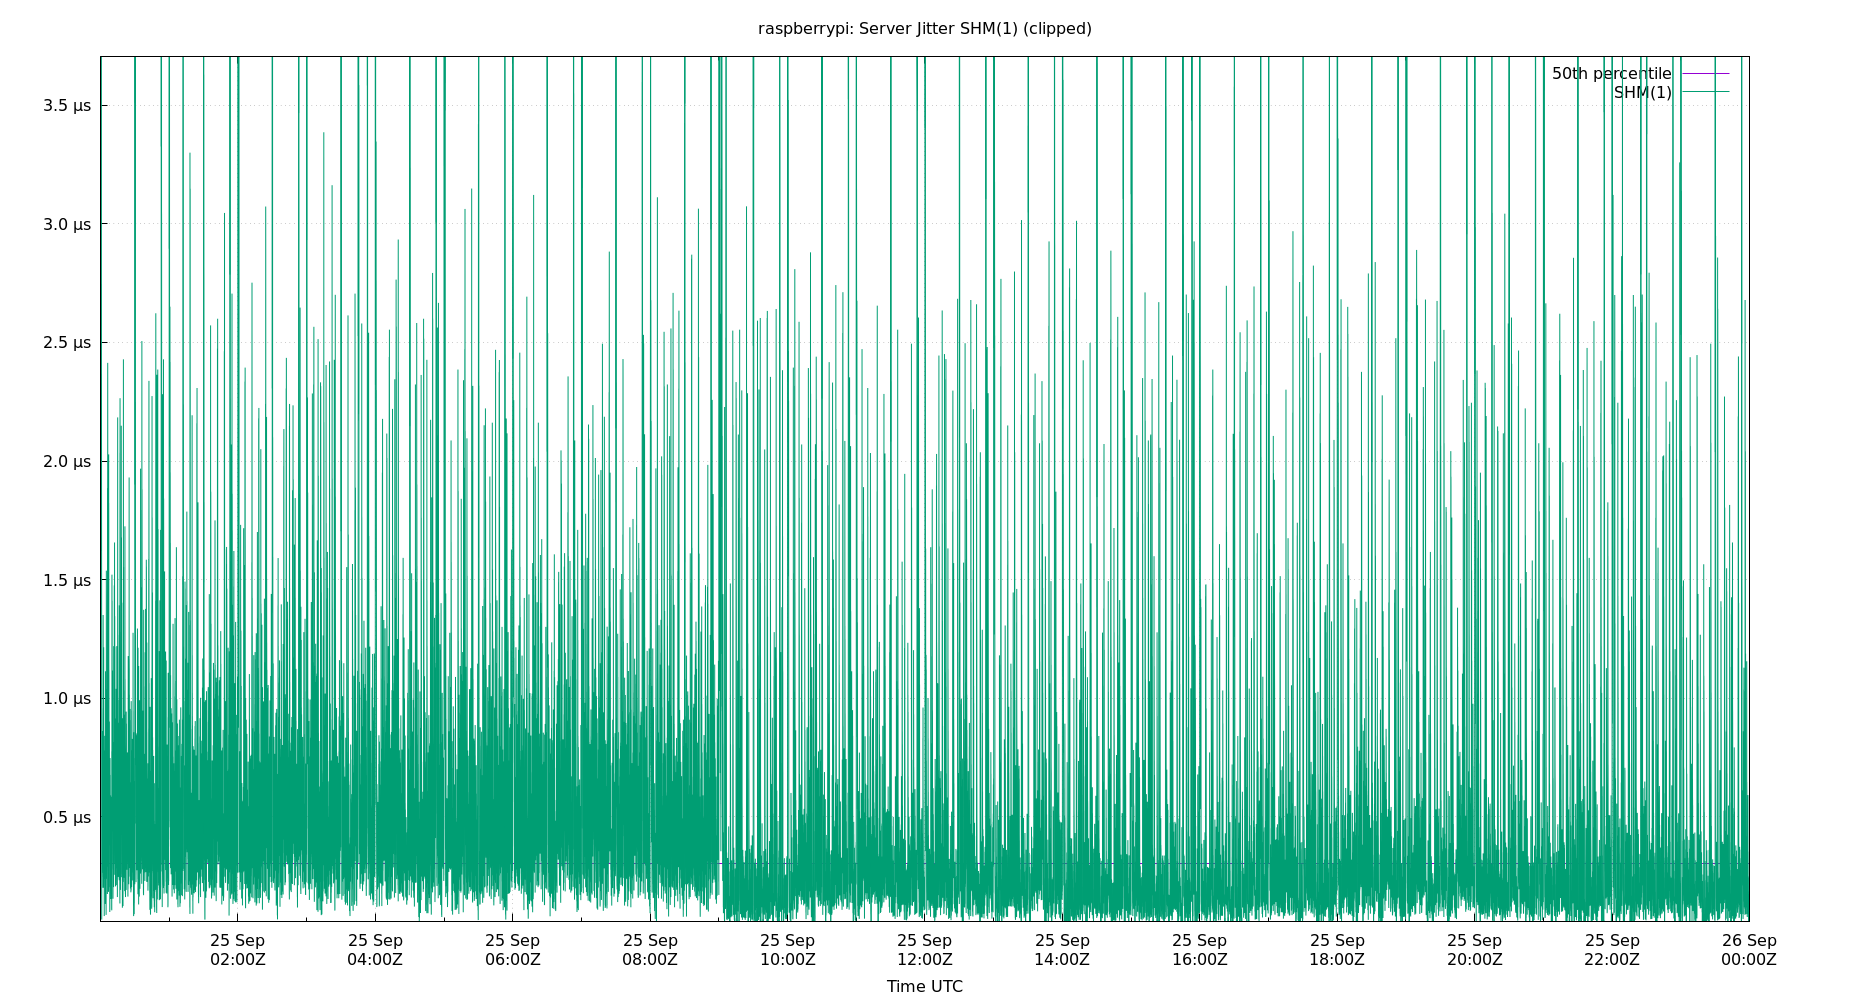 raspberrypi: Server Jitter SHM(1) (clipped)
50th percentile
SHM(1)
3.5 µs
3.0 µs
2.5 µs
2.0 µs
1.5 µs
1.0 µs
0.5 µs
25 Sep 25 Sep 25 Sep 25 Sep 25 Sep 25 Sep 25 Sep 25 Sep 25 Sep 25 Sep 25 Sep 26 Sep
02:00Z 04:00Z 06:00Z 08:00Z 10:00Z 12:00Z 14:00Z 16:00Z 18:00Z 20:00Z 22:00Z 00:00Z
Time UTC